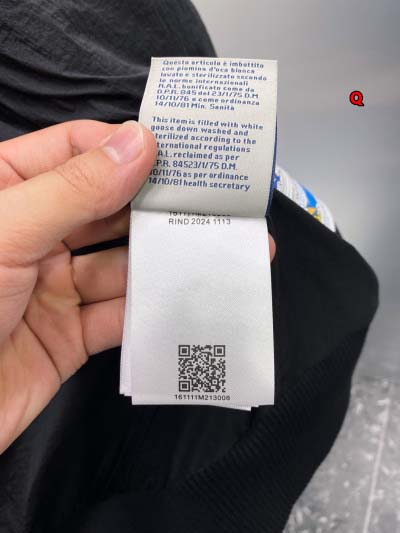 Questo articolo è imbottito
con piumino d'oca bianca
lavato e sterilizzato secondo
le norme internazionali
R.A.L. bonificato come da
D.P.R. 845 del 23/1/75 D.M.
10/11/76 e come ordinanza
14/10/81 Min. Sanità
This item is filled with white
goose down washed and
sterilized according to the
international regulations
A.L. reclaimed as per
.P.R. 84523/1/75 D.M.
10/11/76 as per ordinance
14/10/81 health secretary
RIND 2024 1113
161111M213008
Q